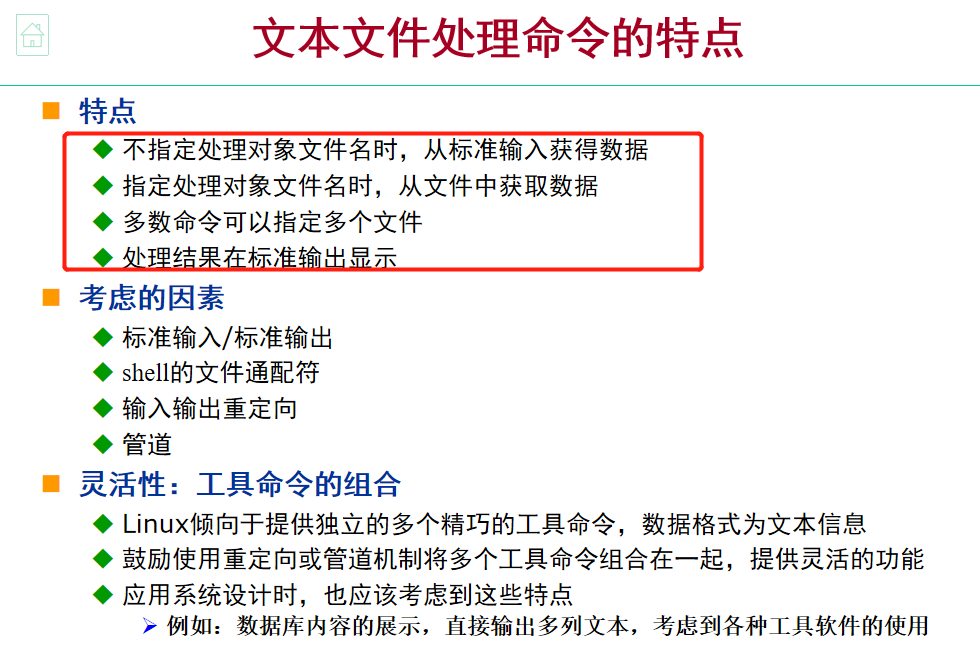 文本文件处理命令的特点
特点
不指定处理对象文件名时，从标准输入获得数据
指定处理对象文件名时，从文件中获取数据
多数命令可以指定多个文件
处理结果在标准输出显示
考虑的因素
标准输入/标准输出
shell的文件通配符
输入输出重定向
管道
灵活性：工具命令的组合
Linux倾向于提供独立的多个精巧的工具命令，数据格式为文本信息
鼓励使用重定向或管道机制将多个工具命令组合在一起，提供灵活的功能
应用系统设计时，也应该考虑到这些特点
例如：数据库内容的展示，直接输出多列文本，考虑到各种工具软件的使用